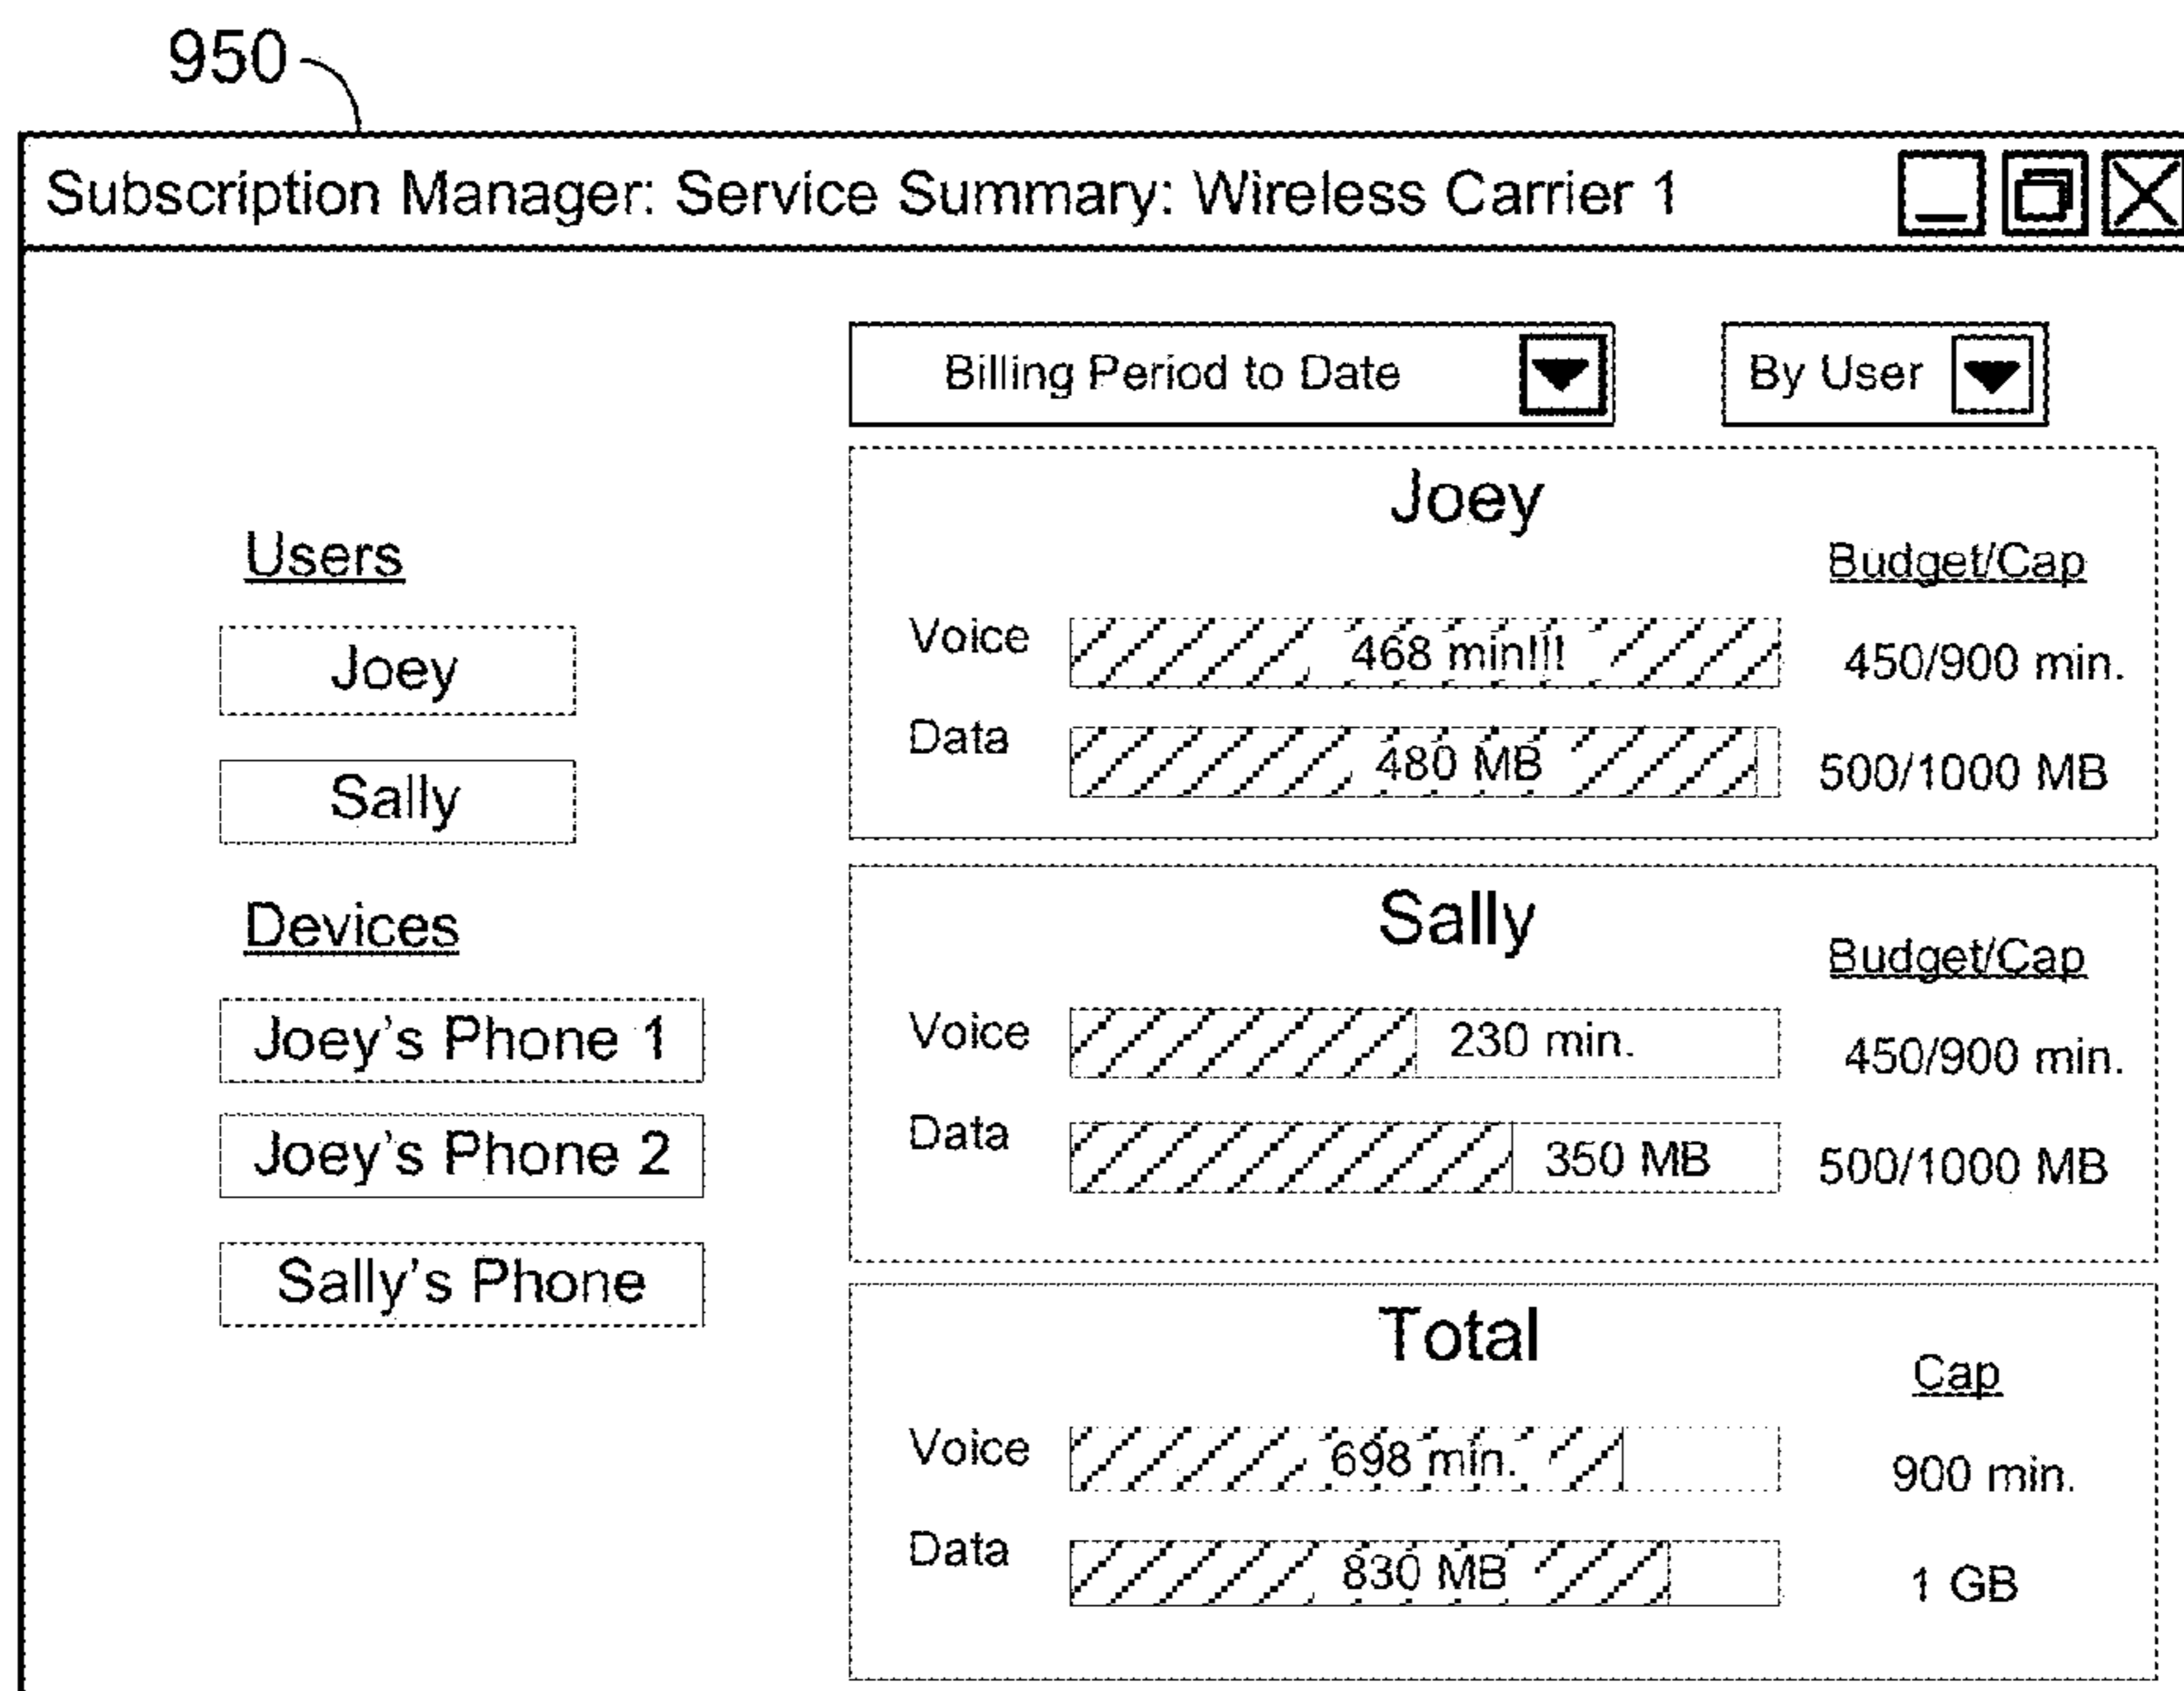 950
Subscription Manager: Service Summary: Wireless Carrier 1
Billing Period to Date
By User
Users
Joey
Sally
Devices
Joey's Phone 1
Joey's Phone 2
Sally's Phone
Joey
Budget/Cap
Voice 468 min!!! 450/900 min.
Data 480 MB 500/1000 MB
Sally
Budget/Cap
Voice 230 min. 450/900 min.
Data 350 MB 500/1000 MB
Total
Cap
Voice 698 min. 900 min.
Data 830 MB 1 GB